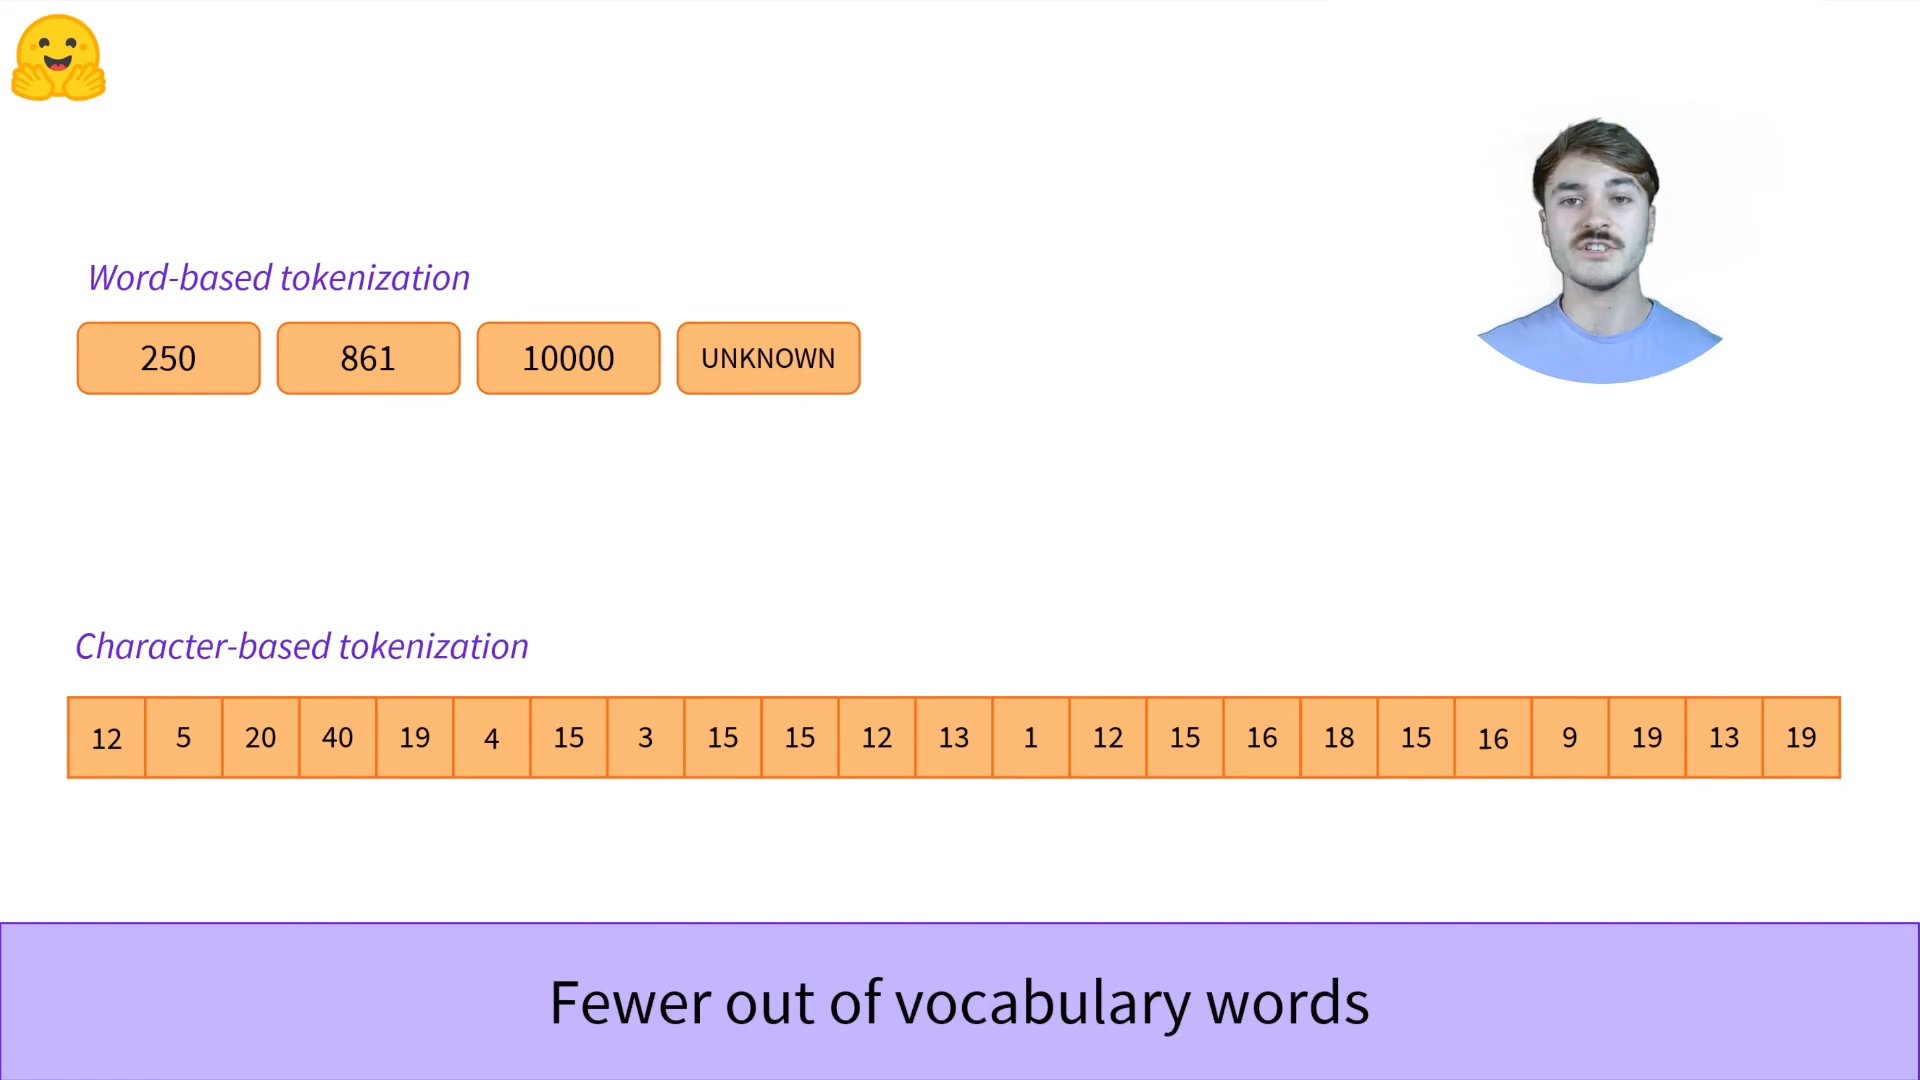 Word-based tokenization
250 861 10000 UNKNOWN
Character-based tokenization
12 5 20 40 19 4 15 3 15 15 12 13 1 12 15 16 18 15 16 9 19 13 19
Fewer out of vocabulary words